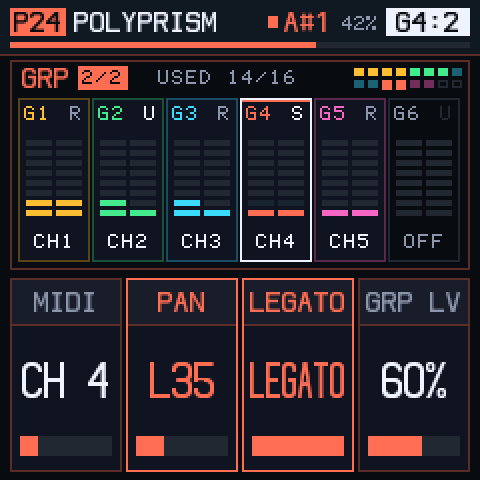 P24 POLYPRISM A#1 42% G4:2
GRP 2/2 USED 14/16
G1 R G2 U G3 R G4 S G5 R G6 U
CH1 CH2 CH3 CH4 CH5 OFF
MIDI PAN LEGATO GRP LV
CH 4 L35 LEGATO 60%